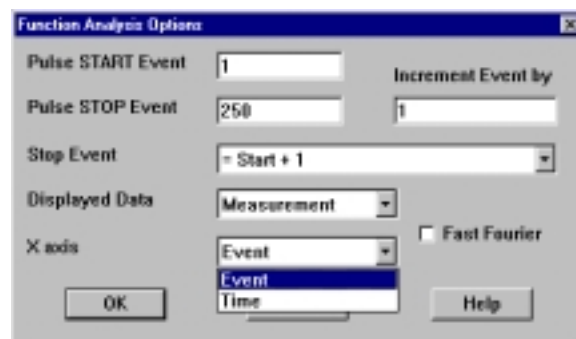 Function Analysis Options
Pulse START Event 1
Increment Event by
Pulse STOP Event 250 1
Stop Event = Start + 1
Displayed Data Measurement
Fast Fourier
X axis Event
Event
Time
OK Help